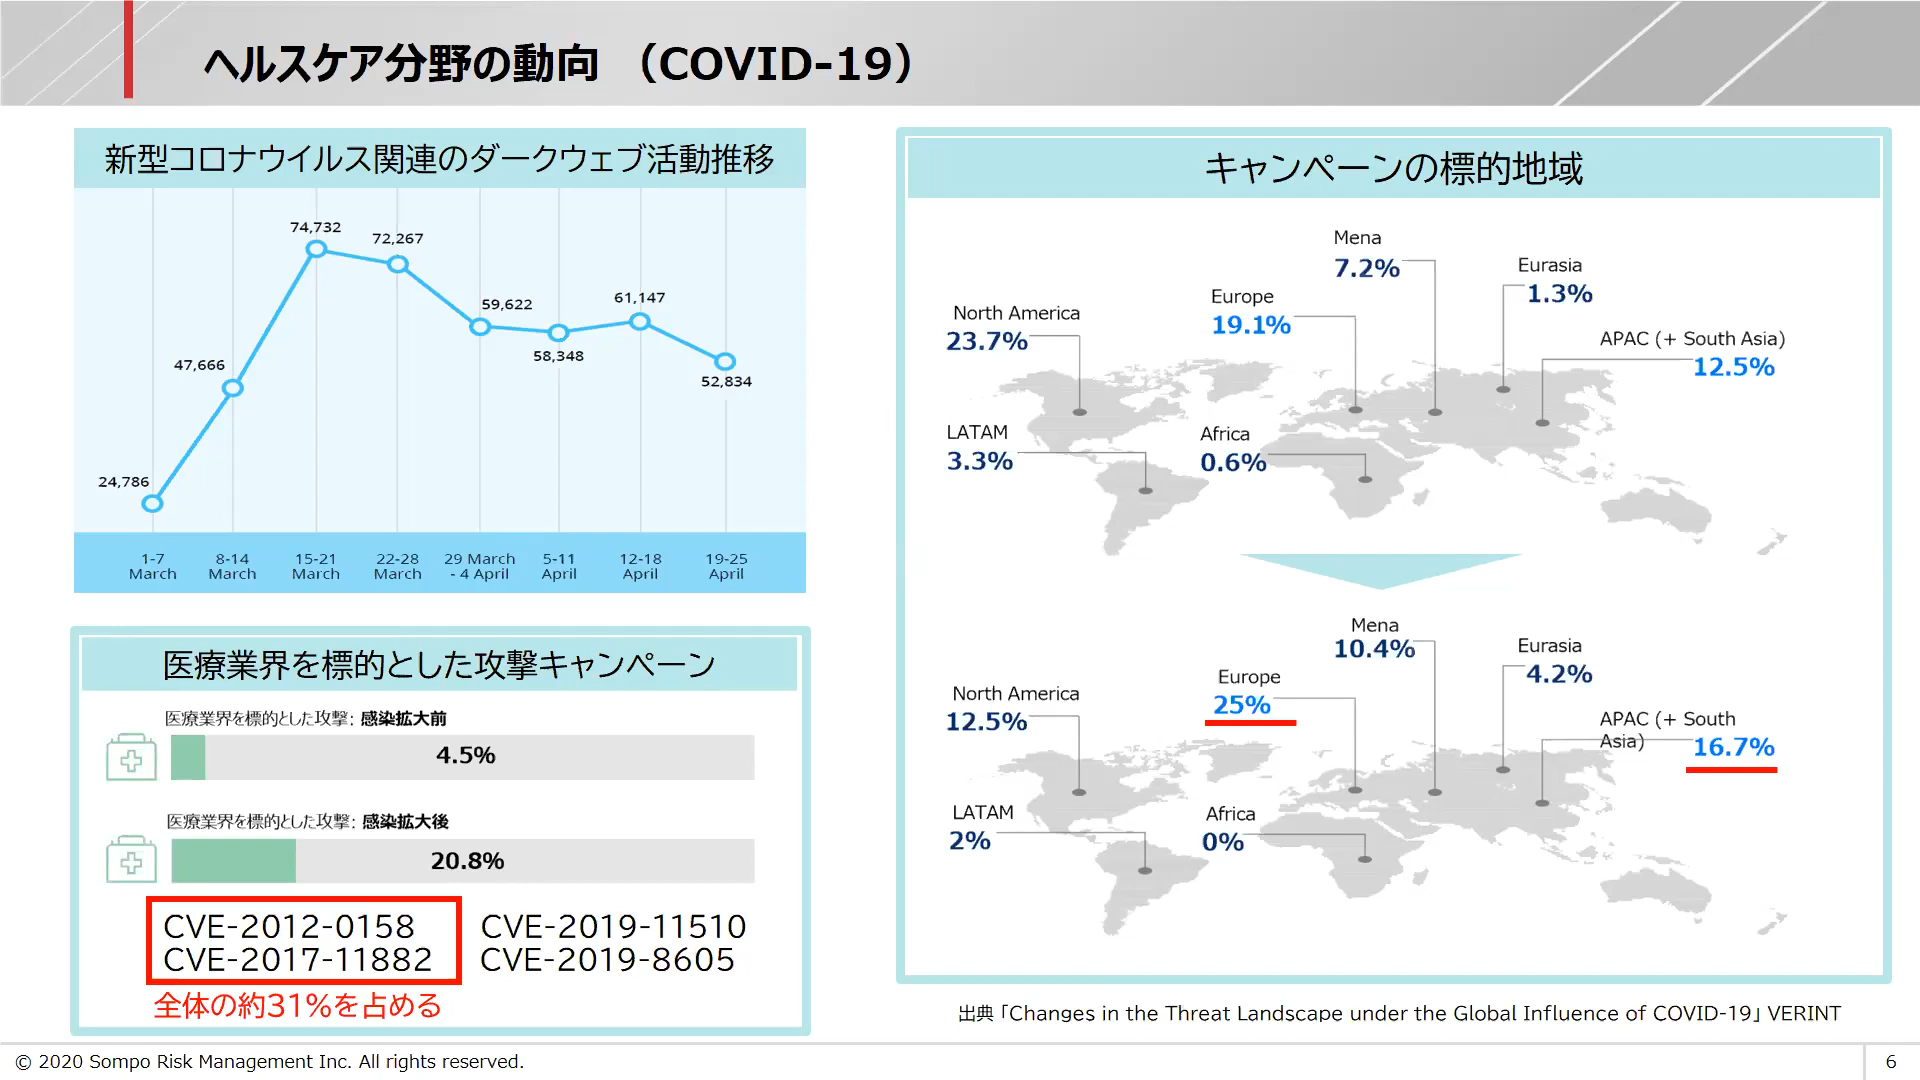 ヘルスケア分野の動向 （COVID-19）
新型コロナウイルス関連のダークウェブ活動推移
74,732
72,267
59,622
61,147
58,348
47,666
52,834
24,786
1-7 March
8-14 March
15-21 March
22-28 March
29 March - 4 April
5-11 April
12-18 April
19-25 April
医療業界を標的とした攻撃キャンペーン
医療業界を標的とした攻撃: 感染拡大前
4.5%
医療業界を標的とした攻撃: 感染拡大後
20.8%
CVE-2012-0158
CVE-2017-11882
CVE-2019-11510
CVE-2019-8605
全体の約31%を占める
キャンペーンの標的地域
Mena
7.2%
Eurasia
1.3%
Europe
19.1%
North America
23.7%
APAC (+ South Asia)
12.5%
LATAM
3.3%
Africa
0.6%
Mena
10.4%
Eurasia
4.2%
Europe
25%
North America
12.5%
APAC (+ South
Asia)
16.7%
LATAM
2%
Africa
0%
出典「Changes in the Threat Landscape under the Global Influence of COVID-19」VERINT
© 2020 Sompo Risk Management Inc. All rights reserved.
6